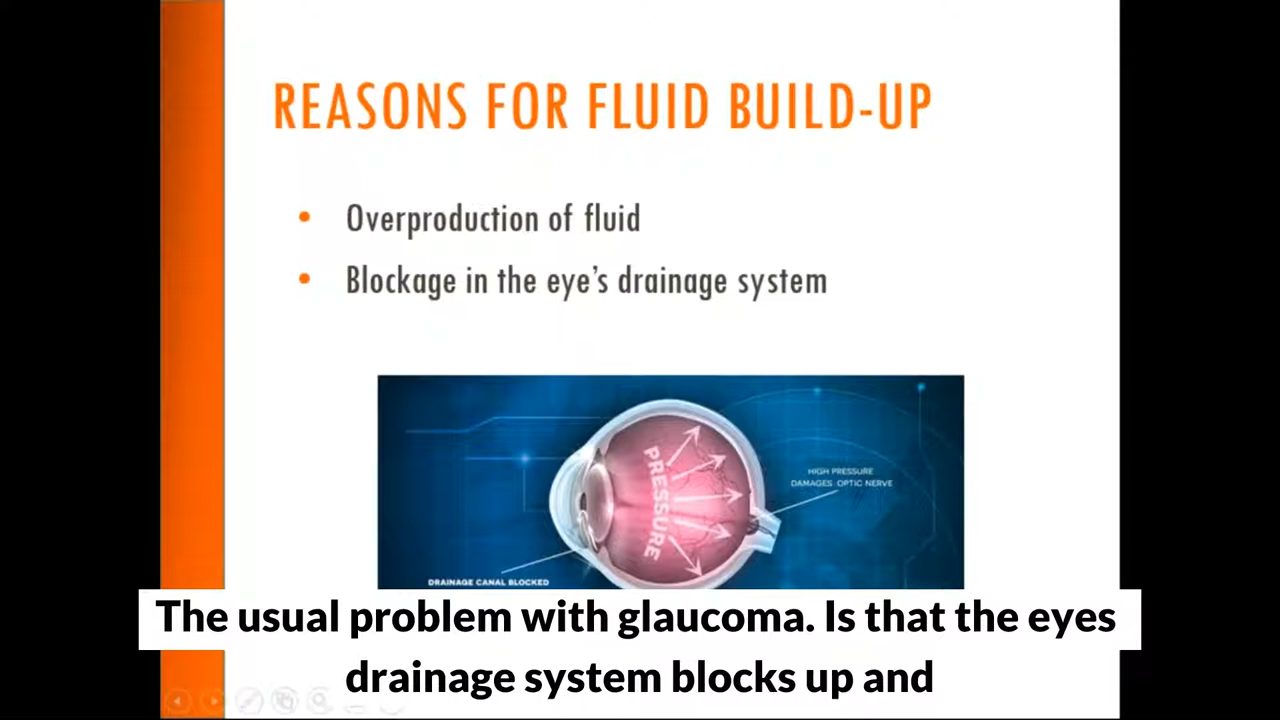 REASONS FOR FLUID BUILD-UP
• Overproduction of fluid
• Blockage in the eye’s drainage system
PRESSURE
HIGH PRESSURE
DAMAGES OPTIC NERVE
DRAINAGE CANAL BLOCKED
The usual problem with glaucoma. Is that the eyes
drainage system blocks up and